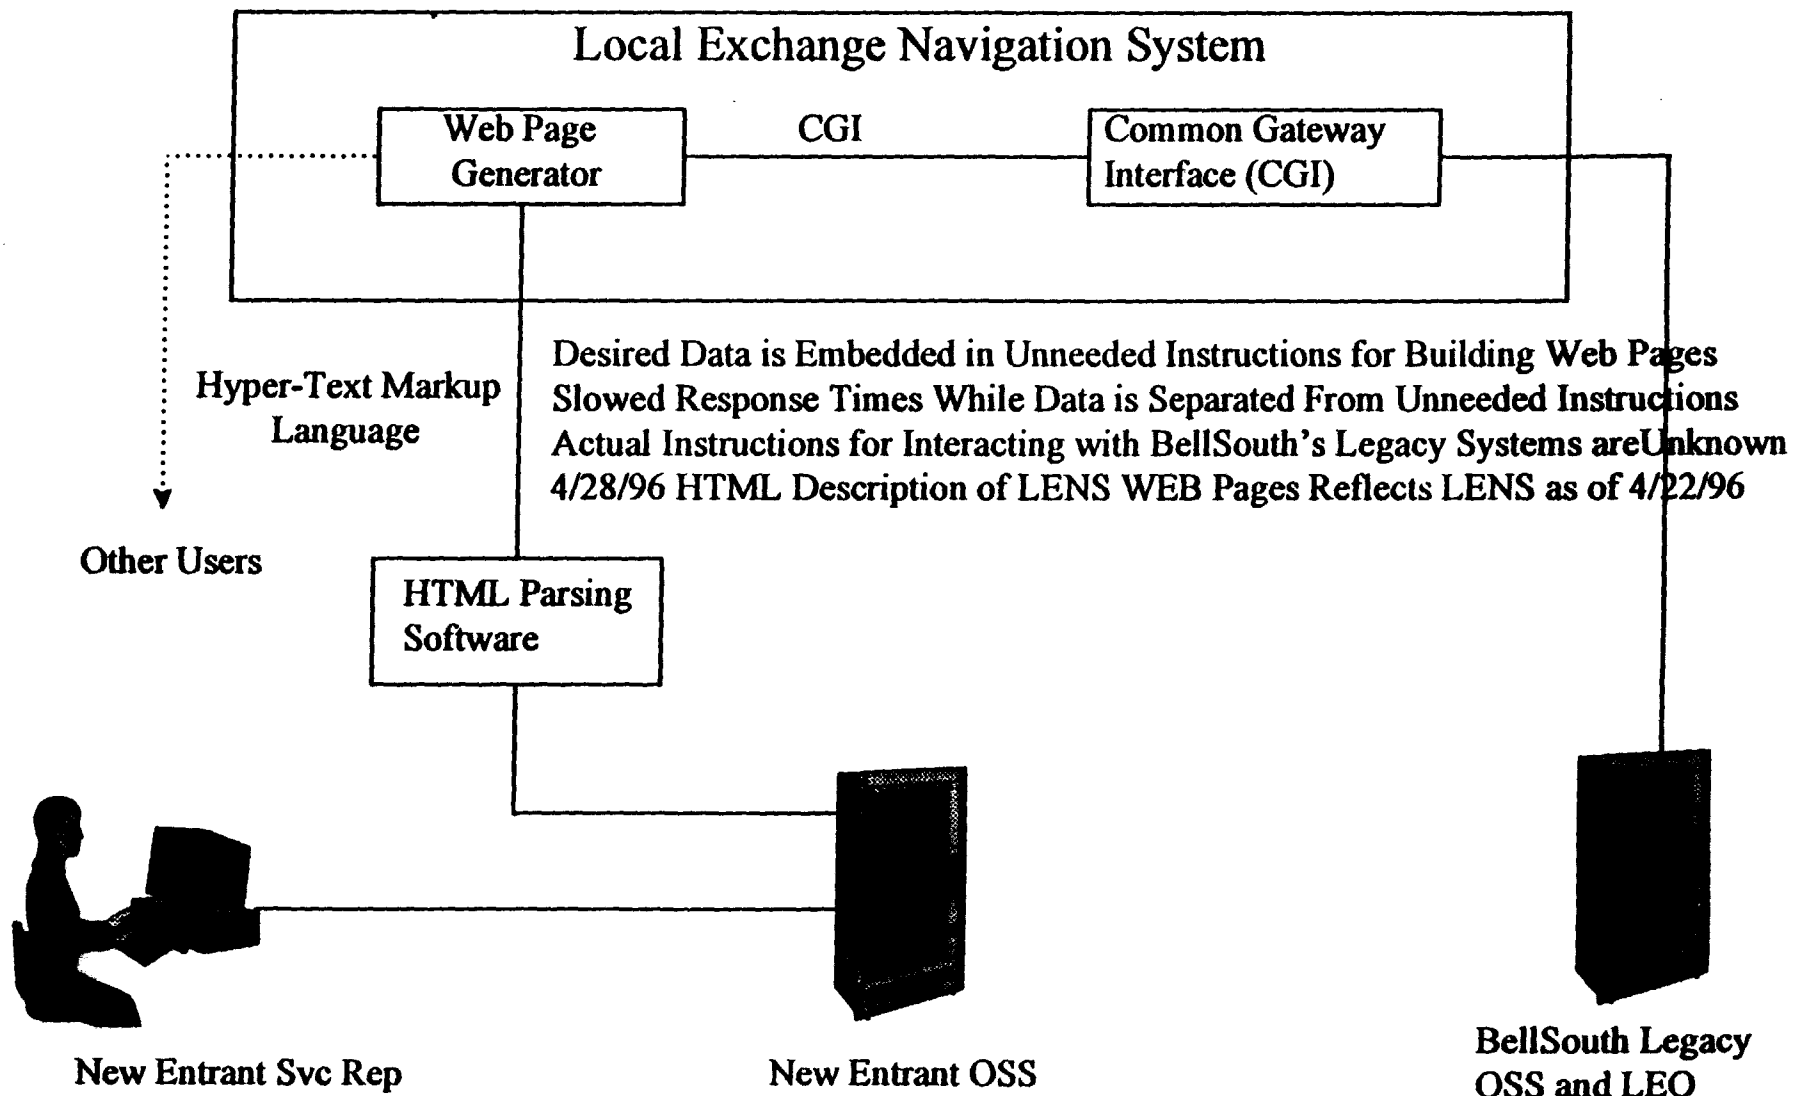 Local Exchange Navigation System
Web Page
Generator
CGI
Common Gateway
Interface (CGI)
Hyper-Text Markup
Language
Desired Data is Embedded in Unneeded Instructions for Building Web Pages
Slowed Response Times While Data is Separated From Unneeded Instructions
Actual Instructions for Interacting with BellSouth's Legacy Systems areUnknown
4/28/96 HTML Description of LENS WEB Pages Reflects LENS as of 4/22/96
Other Users
HTML Parsing
Software
New Entrant Svc Rep
New Entrant OSS
BellSouth Legacy
OSS and LEO